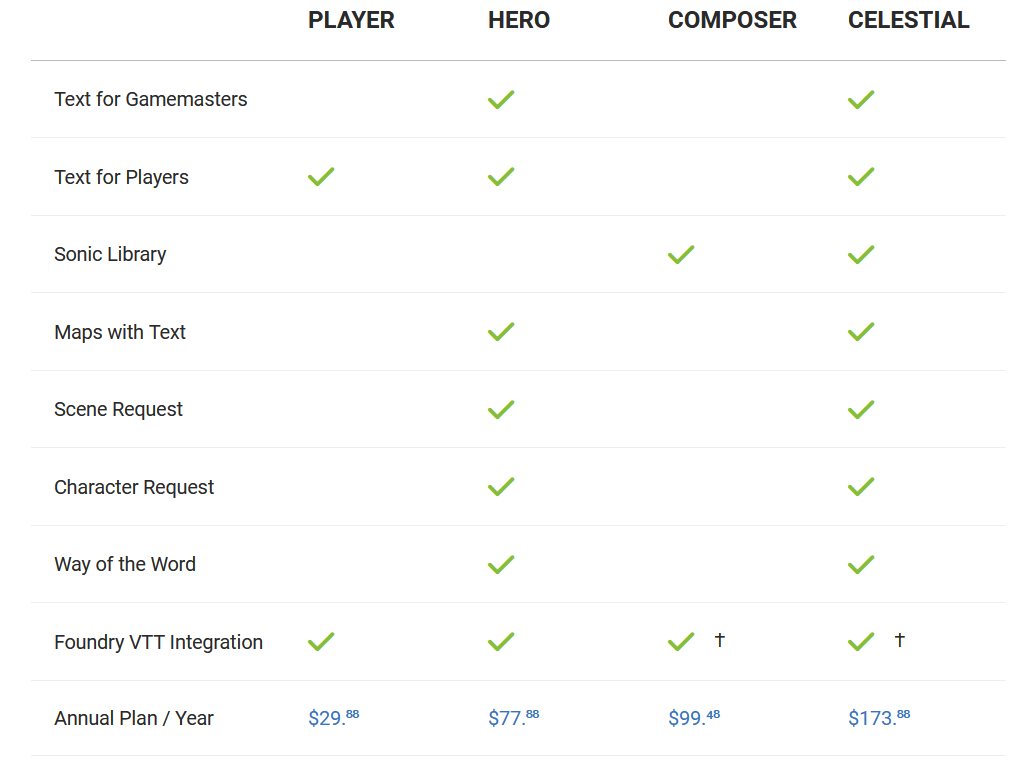 PLAYER HERO COMPOSER CELESTIAL
Text for Gamemasters ✓ ✓
Text for Players ✓ ✓ ✓
Sonic Library ✓ ✓
Maps with Text ✓ ✓
Scene Request ✓ ✓
Character Request ✓ ✓
Way of the Word ✓ ✓
Foundry VTT Integration ✓ ✓ ✓ † ✓ †
Annual Plan / Year $29.88 $77.88 $99.48 $173.88